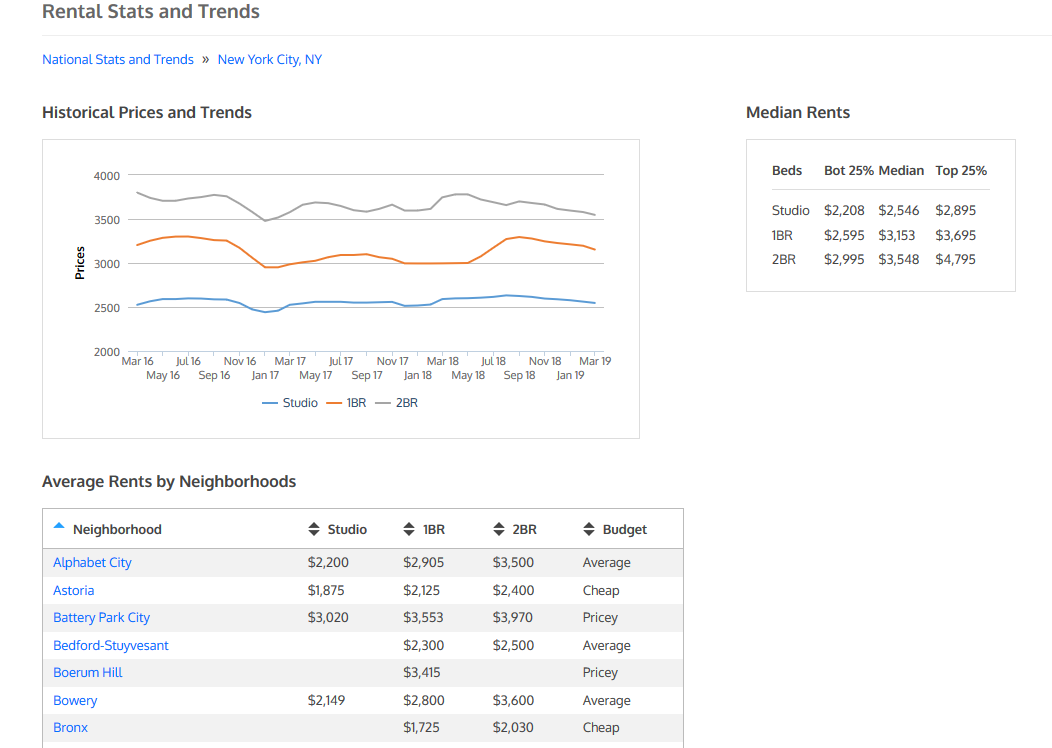 Rental Stats and Trends
National Stats and Trends » New York City, NY
Historical Prices and Trends
4000
3500
3000
2500
2000
Prices
Mar 16 Jul 16 Nov 16 Mar 17 Jul 17 Nov 17 Mar 18 Jul 18 Nov 18 Mar 19
May 16 Sep 16 Jan 17 May 17 Sep 17 Jan 18 May 18 Sep 18 Jan 19
Studio 1BR 2BR
Median Rents
Beds Bot 25% Median Top 25%
Studio $2,208 $2,546 $2,895
1BR $2,595 $3,153 $3,695
2BR $2,995 $3,548 $4,795
Average Rents by Neighborhoods
Neighborhood Studio 1BR 2BR Budget
Alphabet City $2,200 $2,905 $3,500 Average
Astoria $1,875 $2,125 $2,400 Cheap
Battery Park City $3,020 $3,553 $3,970 Pricey
Bedford-Stuyvesant $2,300 $2,500 Average
Boerum Hill $3,415 Pricey
Bowery $2,149 $2,800 $3,600 Average
Bronx $1,725 $2,030 Cheap